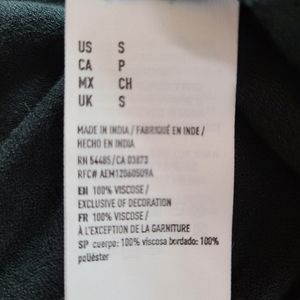 US S
CA P
MX CH
UK S
MADE IN INDIA / FABRIQUÉ EN INDE /
HECHO EN INDIA
RN 54485/CA 03873
RFC# AEM12060509A
EN 100% VISCOSE /
EXCLUSIVE OF DECORATION
FR 100% VISCOSE /
À L'EXCEPTION DE LA GARNITURE
SP cuerpo: 100% viscosa bordado: 100%
poliéster